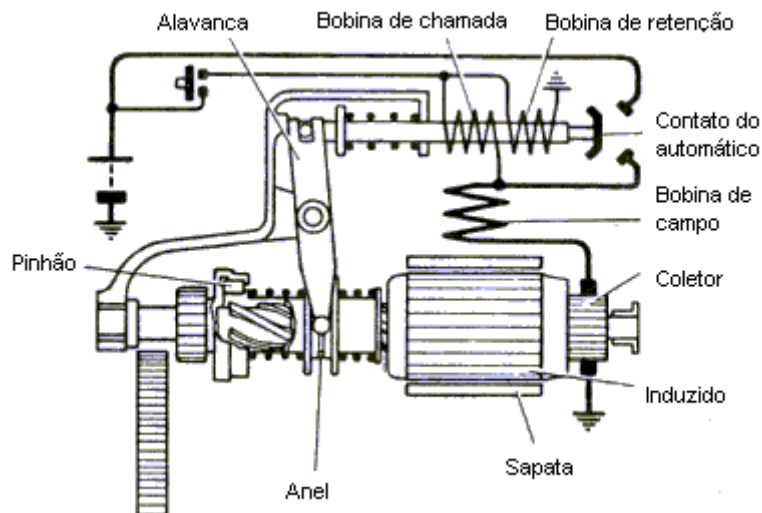 Alavanca
Bobina de chamada
Bobina de retenção
Contato do
automático
Bobina de
campo
Pinhão
Coletor
Induzido
Sapata
Anel